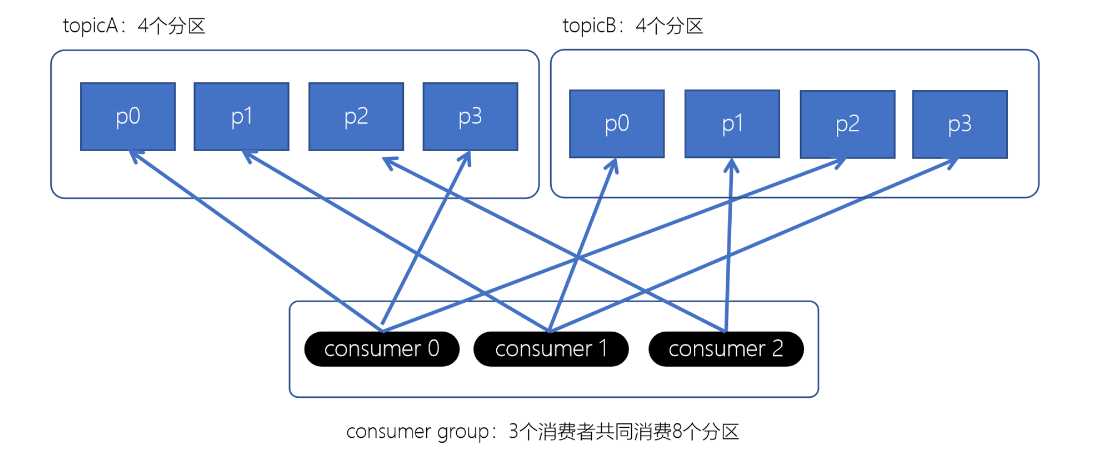 topicA：4个分区
topicB：4个分区
p0
p1
p2
p3
p0
p1
p2
p3
consumer 0
consumer 1
consumer 2
consumer group：3个消费者共同消费8个分区